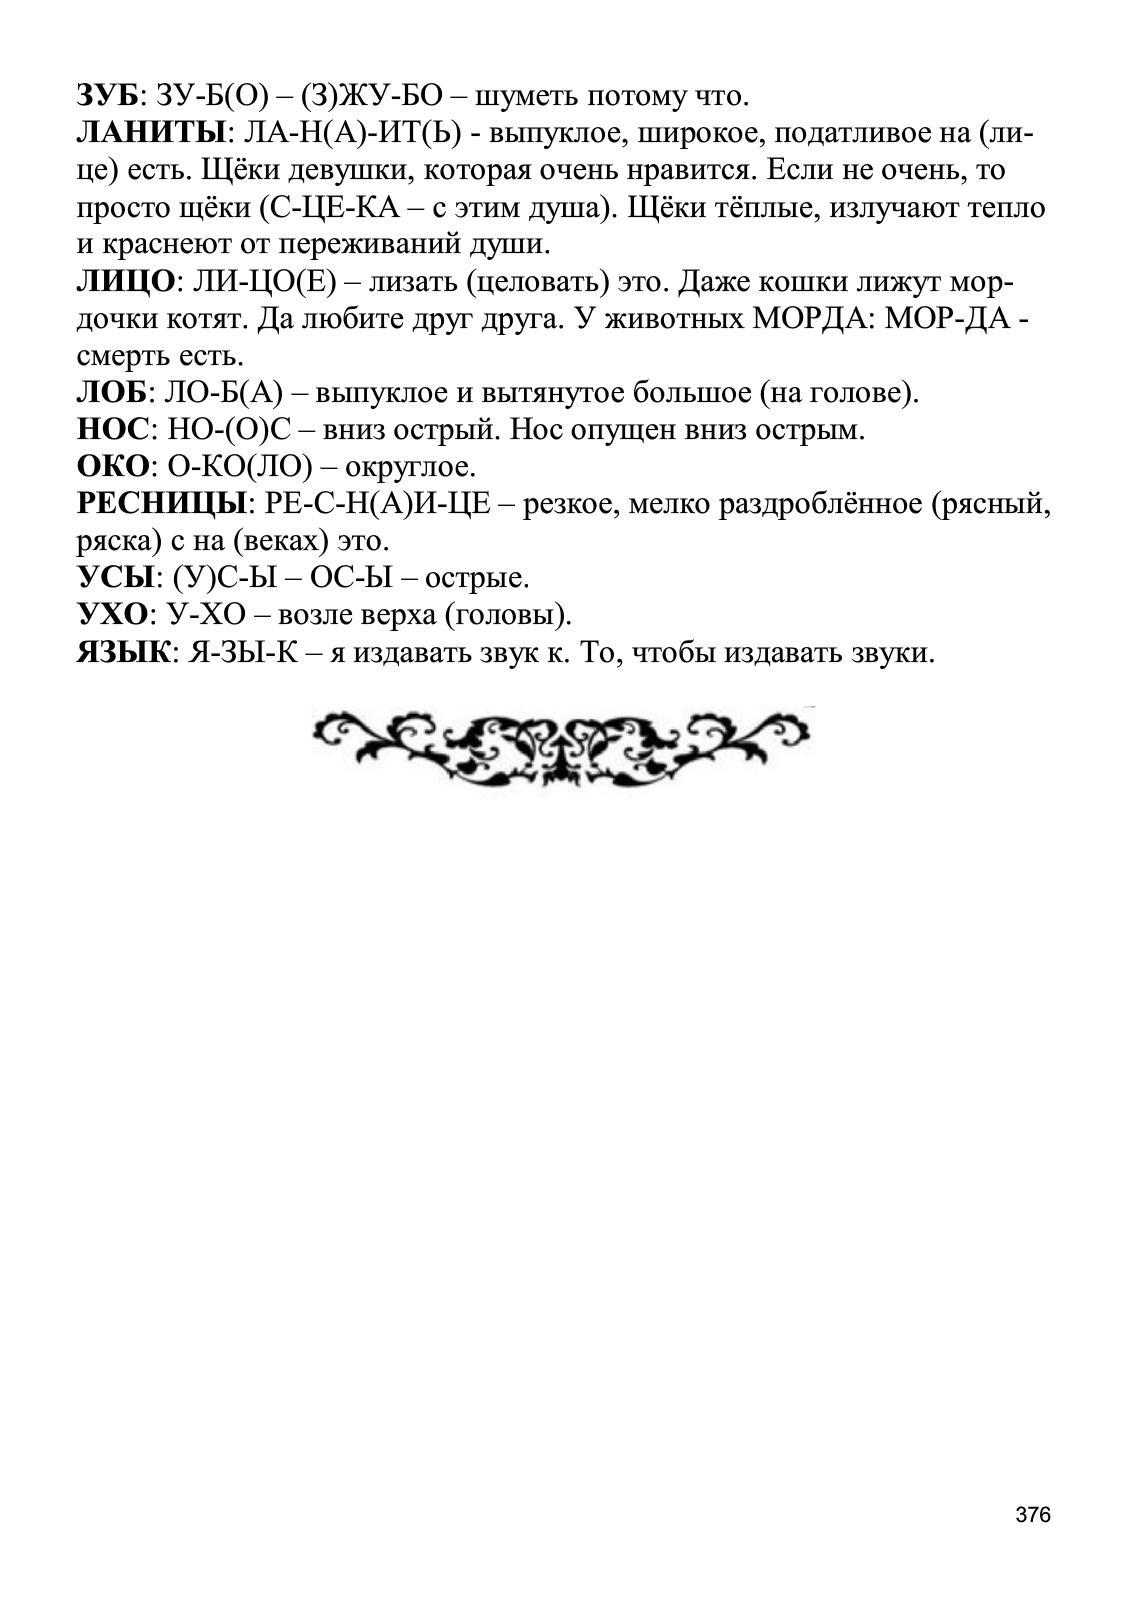 ЗУБ: ЗУ-Б(О) – (З)ЖУ-БО – шуметь потому что.
ЛАНИТЫ: ЛА-Н(А)-ИТ(Ь) - выпуклое, широкое, податливое на (ли-
це) есть. Щёки девушки, которая очень нравится. Если не очень, то
просто щёки (С-ЦЕ-КА – с этим душа). Щёки тёплые, излучают тепло
и краснеют от переживаний души.
ЛИЦО: ЛИ-ЦО(Е) – лизать (целовать) это. Даже кошки лижут мор-
дочки котят. Да любите друг друга. У животных МОРДА: МОР-ДА -
смерть есть.
ЛОБ: ЛО-Б(А) – выпуклое и вытянутое большое (на голове).
НОС: НО-(О)С – вниз острый. Нос опущен вниз острым.
ОКО: О-КО(ЛО) – округлое.
РЕСНИЦЫ: РЕ-С-Н(А)И-ЦЕ – резкое, мелко раздроблённое (рясный,
ряска) с на (веках) это.
УСЫ: (У)С-Ы – ОС-Ы – острые.
УХО: У-ХО – возле верха (головы).
ЯЗЫК: Я-ЗЫ-К – я издавать звук к. То, чтобы издавать звуки.
376